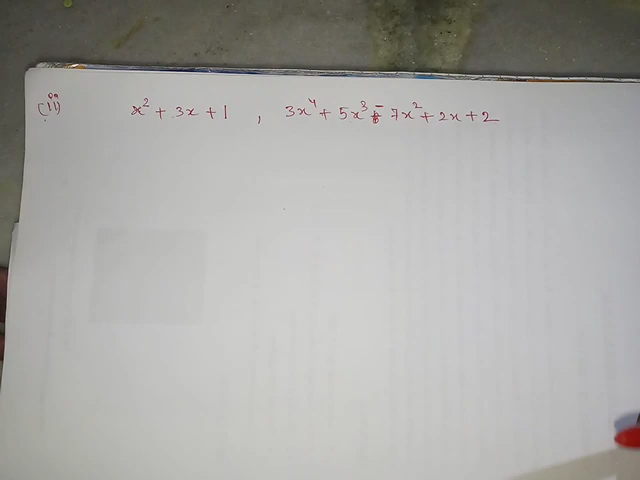 (ii) x² + 3x + 1 , 3x⁴ + 5x³ - 7x² + 2x + 2